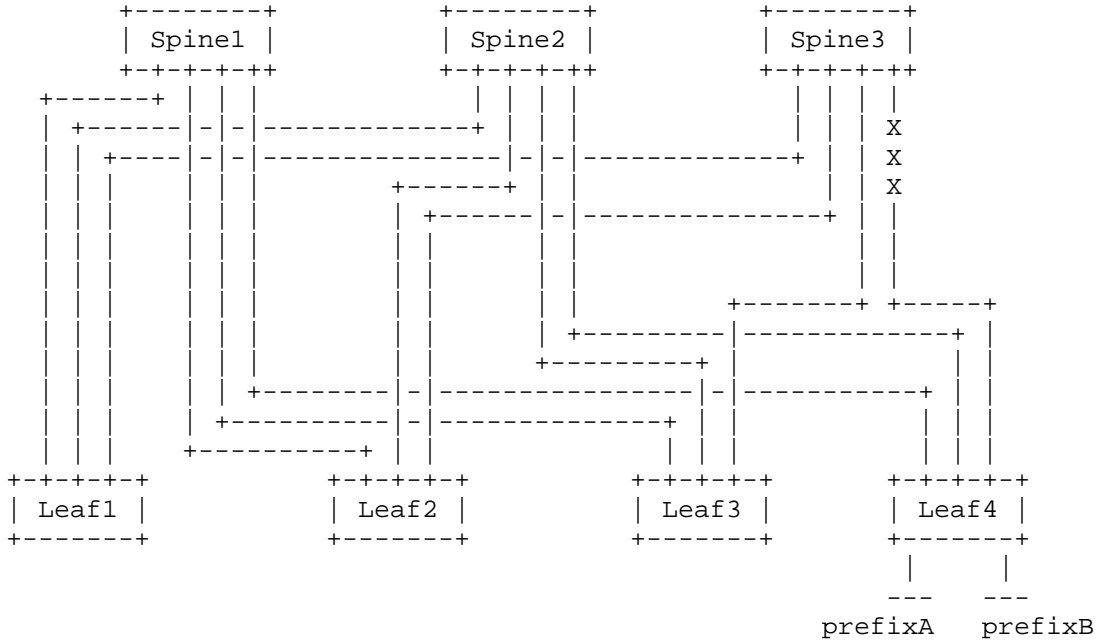 Spine1 Spine2 Spine3
X
X
X
Leaf1 Leaf2 Leaf3 Leaf4
prefixA prefixB